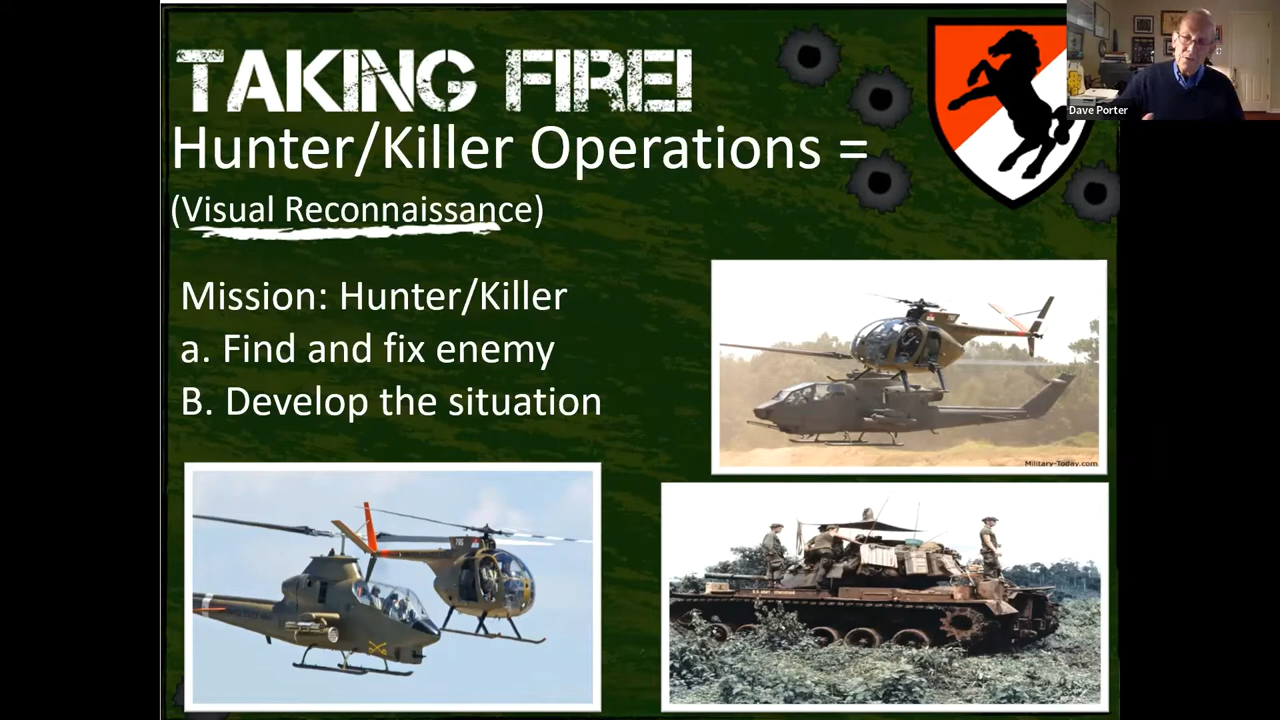 TAKING FIRE!
Hunter/Killer Operations =
(Visual Reconnaissance)
Dave Porter
Mission: Hunter/Killer
a. Find and fix enemy
B. Develop the situation
Military-Today.com